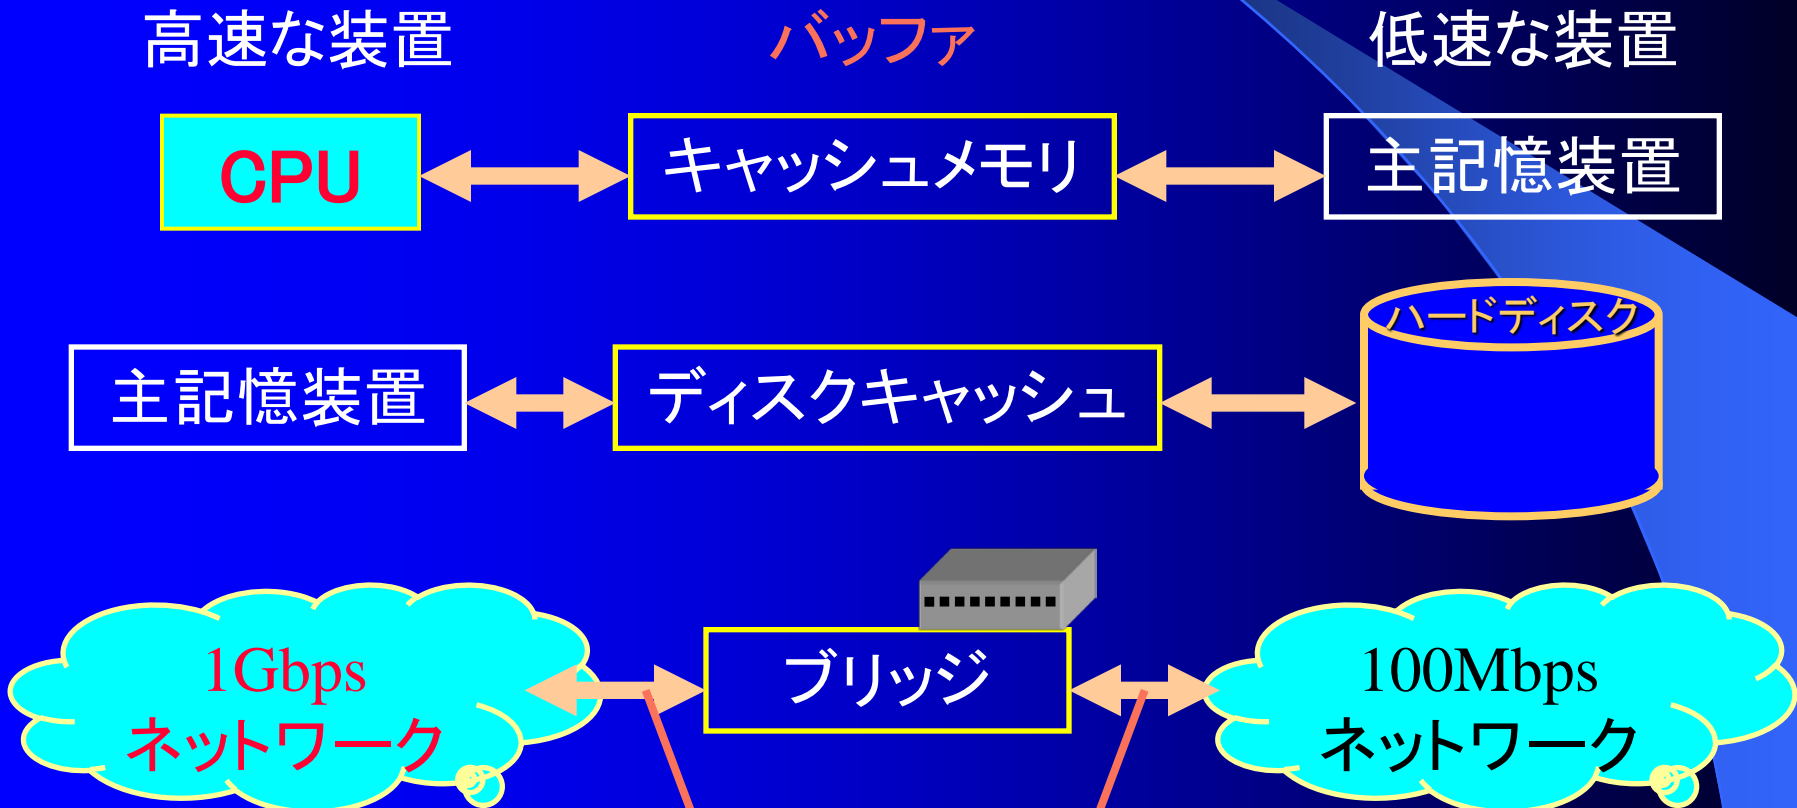 高速な装置 バッファ 低速な装置
CPU キャッシュメモリ 主記憶装置
ハードディスク
主記憶装置 ディスクキャッシュ
1Gbps
ネットワーク
ブリッジ
100Mbps
ネットワーク